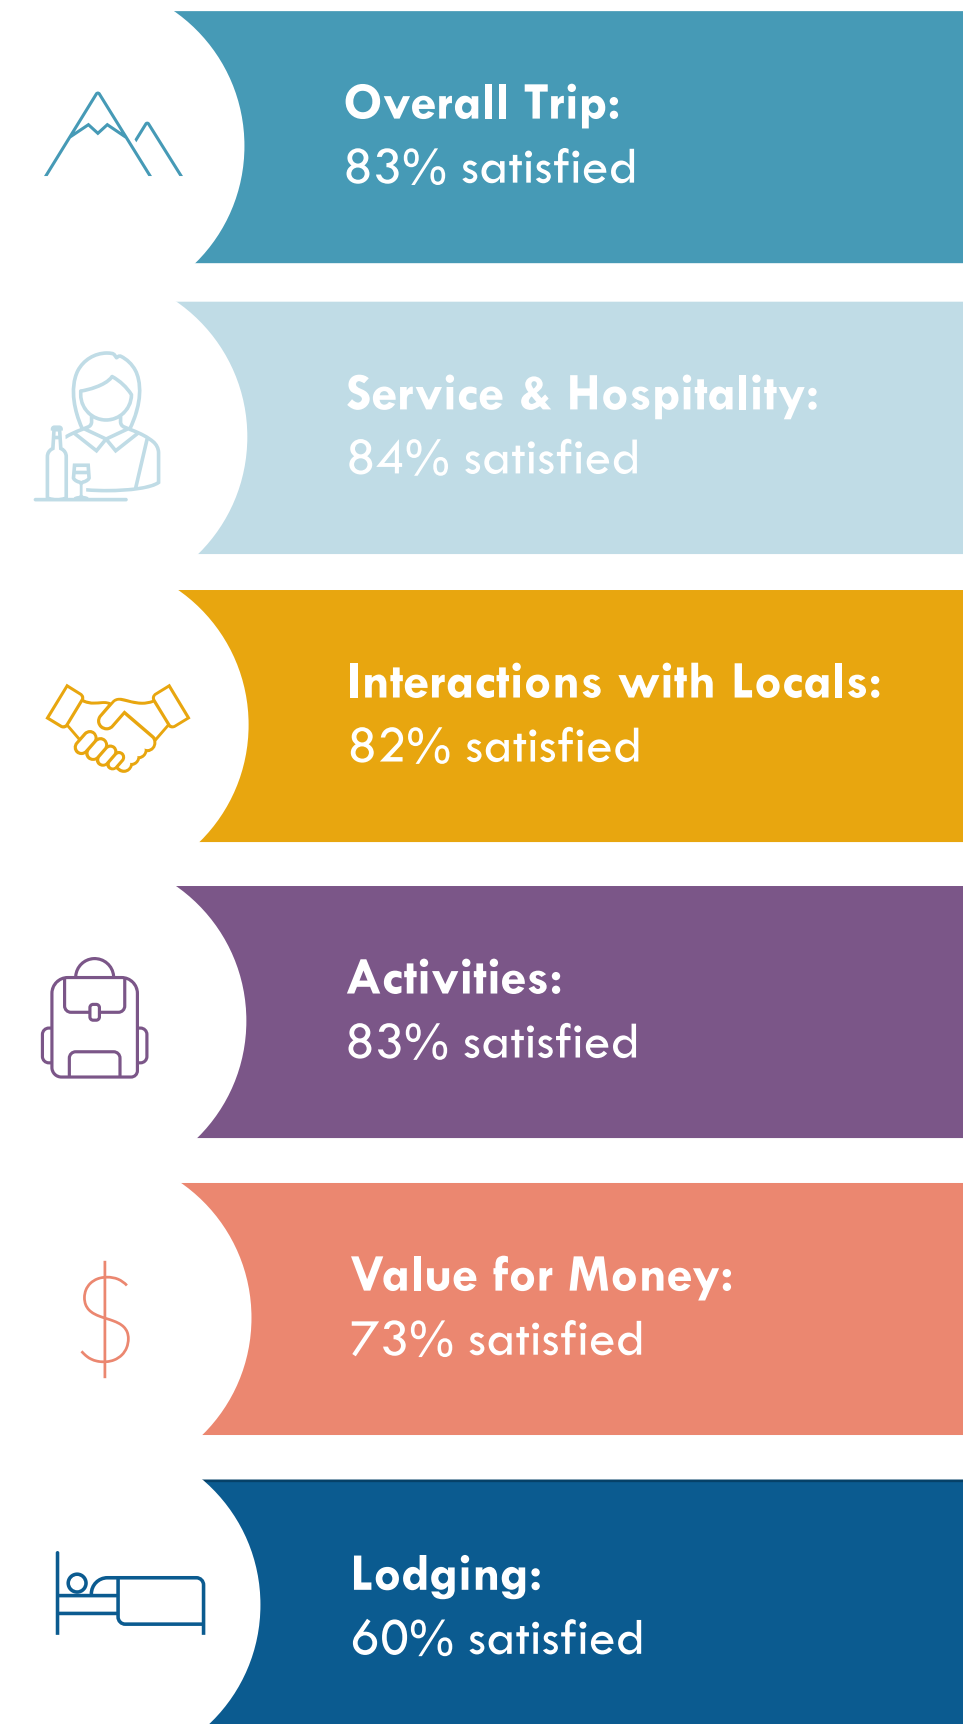 Overall Trip:
83% satisfied
Service & Hospitality:
84% satisfied
Interactions with Locals:
82% satisfied
Activities:
83% satisfied
$
Value for Money:
73% satisfied
Lodging:
60% satisfied